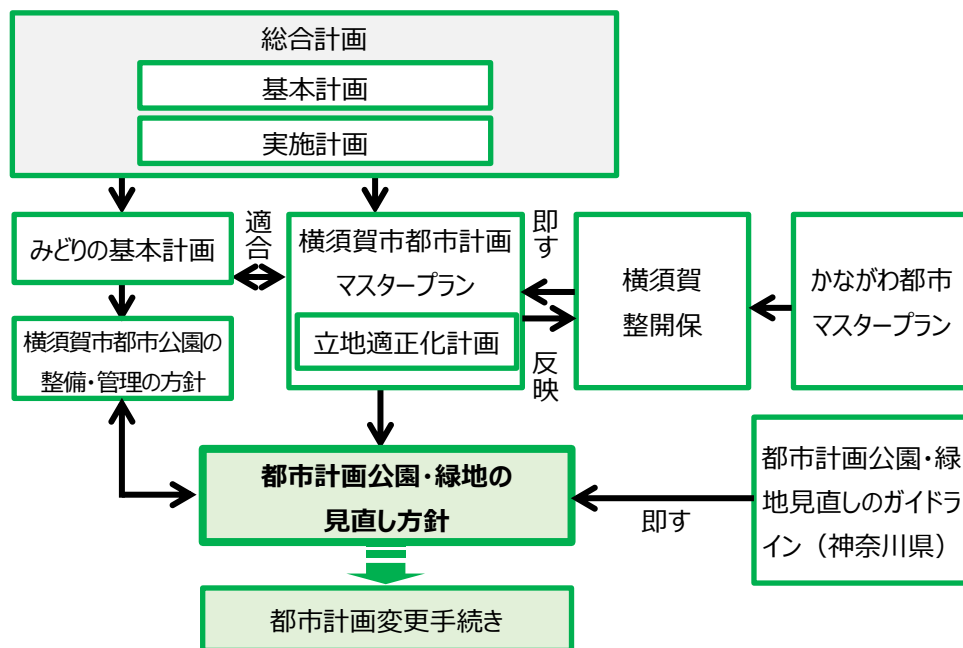 総合計画
基本計画
実施計画
みどりの基本計画
適合
横須賀市都市計画
マスタープラン
立地適正化計画
即す
反映
横須賀
整開保
かながわ都市
マスタープラン
横須賀市都市公園の
整備・管理の方針
都市計画公園・緑地の
見直し方針
即す
都市計画公園・緑
地見直しのガイドラ
イン（神奈川県）
都市計画変更手続き